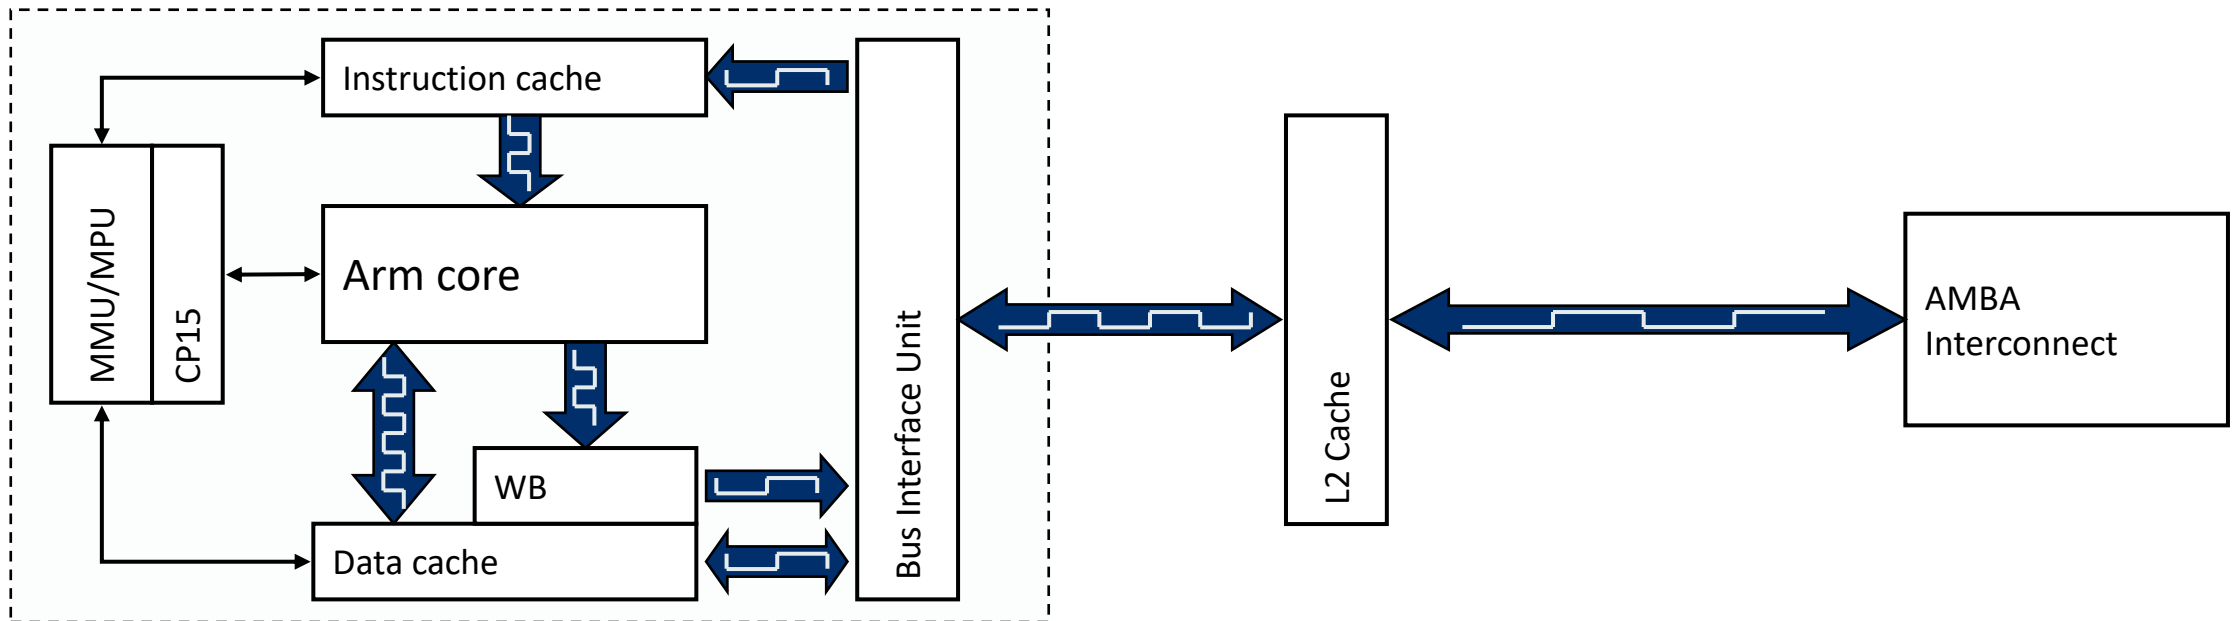 Instruction cache
MMU/MPU
CP15
Arm core
WB
Data cache
Bus Interface Unit
L2 Cache
AMBA
Interconnect